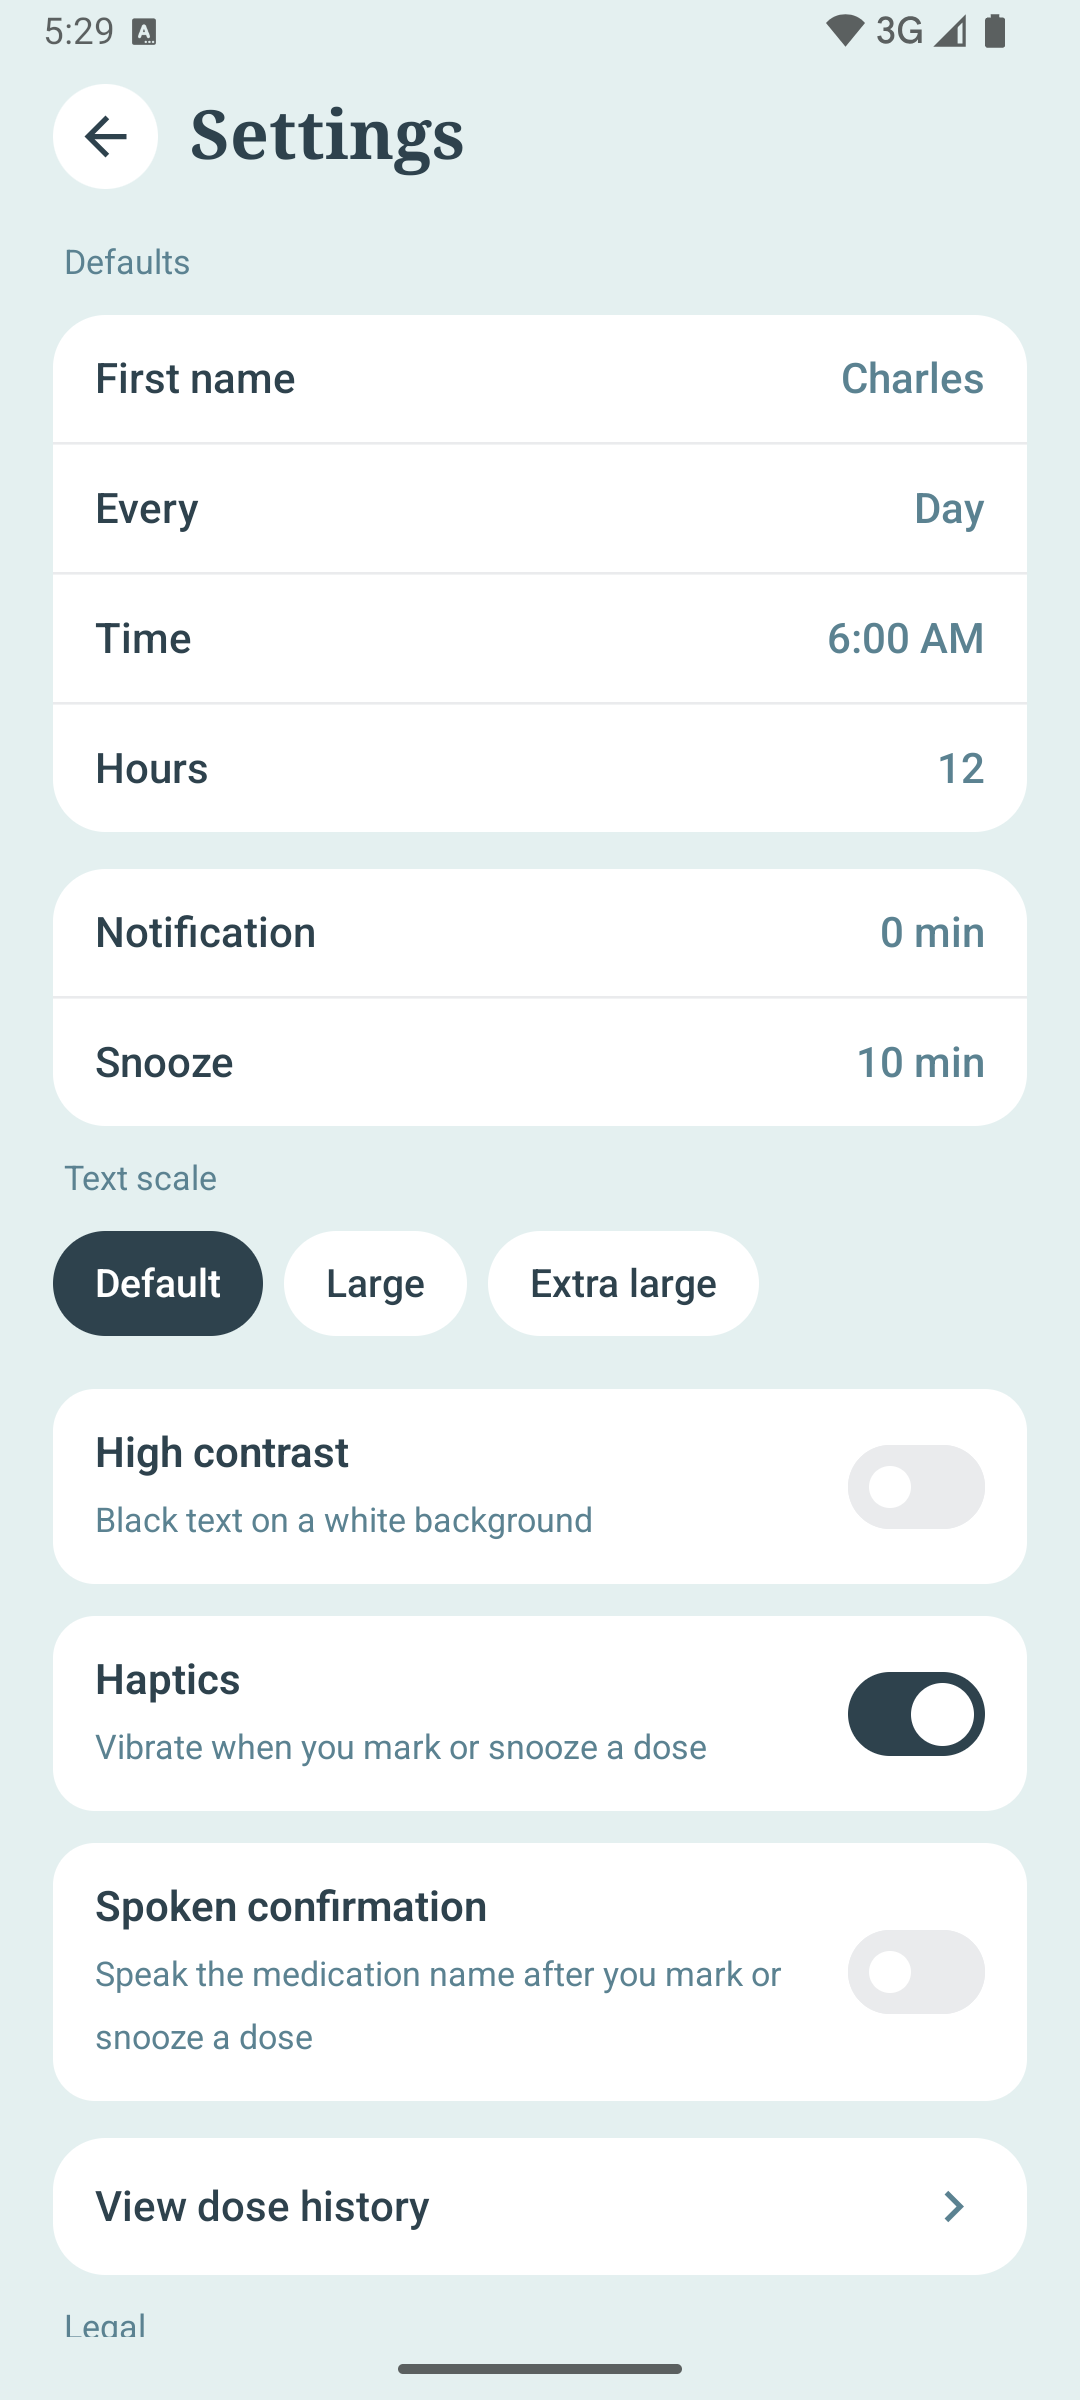 5:29
3G
Settings
Defaults
First name Charles
Every Day
Time 6:00 AM
Hours 12
Notification 0 min
Snooze 10 min
Text scale
Default Large Extra large
High contrast
Black text on a white background
Haptics
Vibrate when you mark or snooze a dose
Spoken confirmation
Speak the medication name after you mark or
snooze a dose
View dose history
Legal